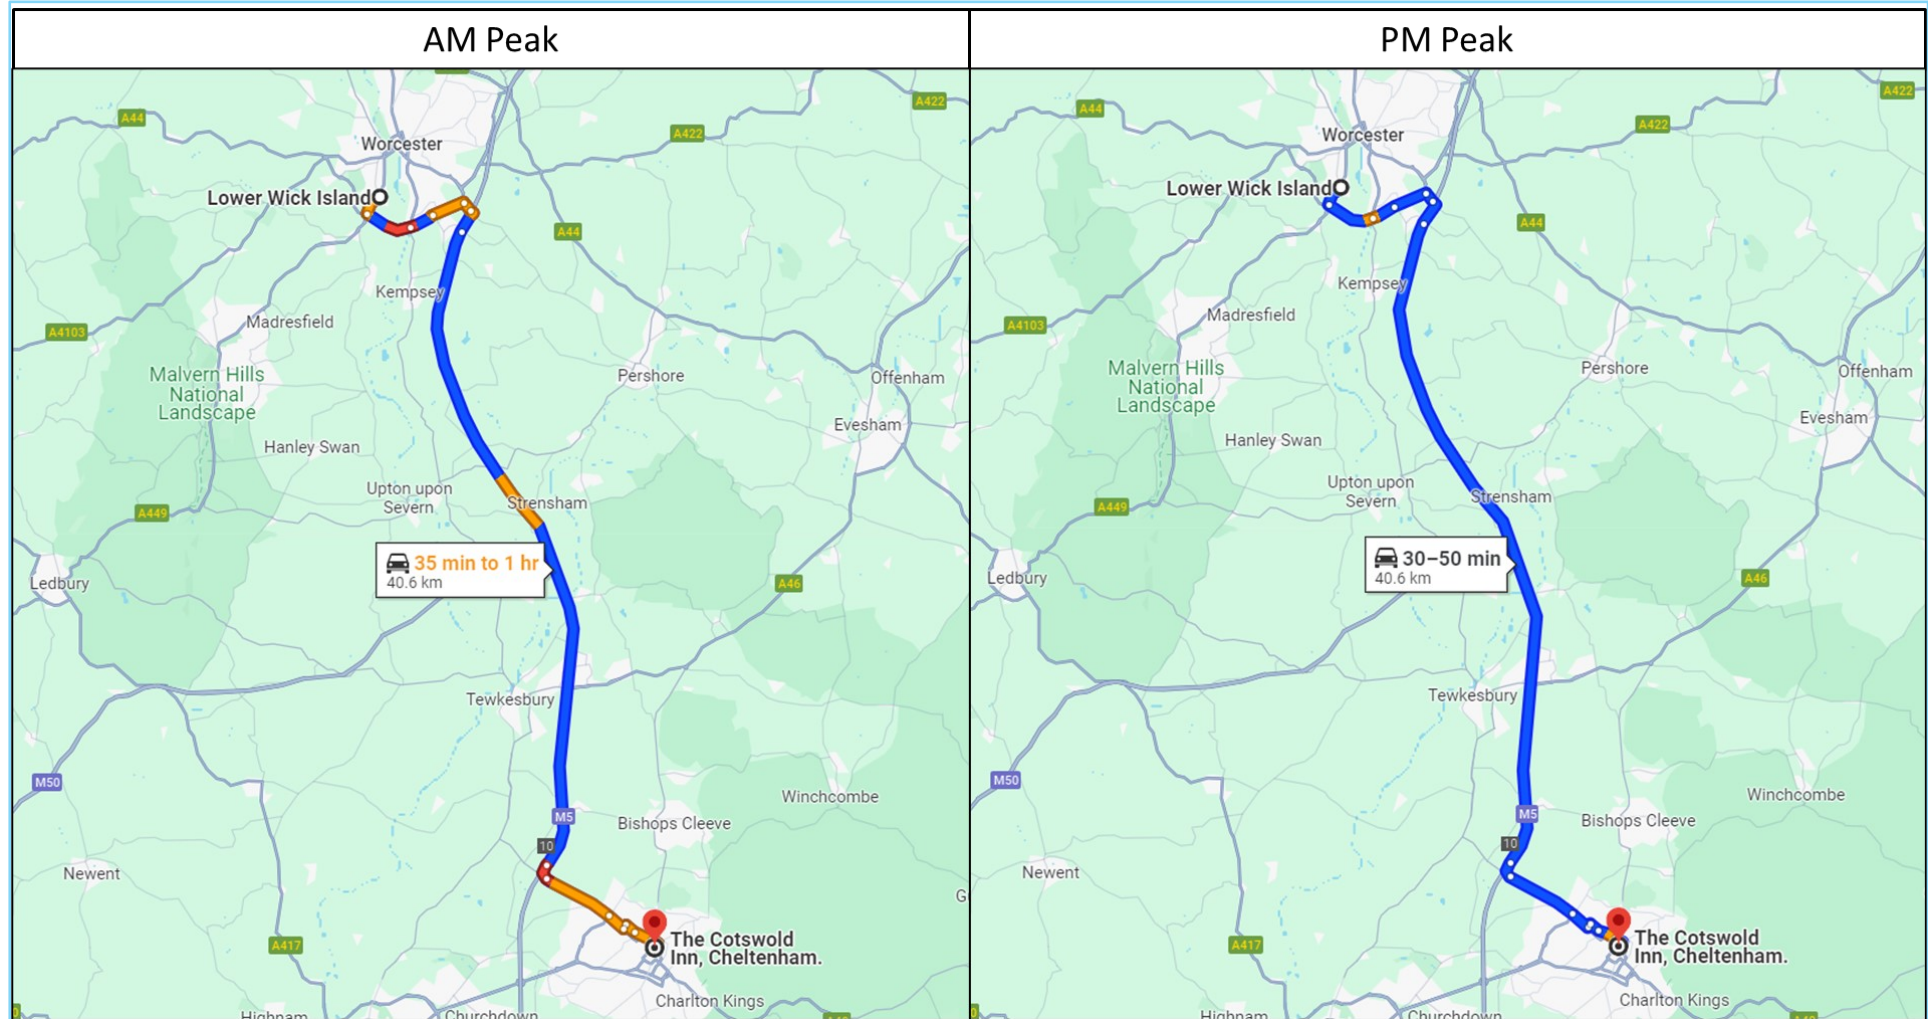 AM Peak
PM Peak
A422
A44
Worcester
A422
Lower Wick Island
A44
Kempsey
Madresfield
A4103
Malvern Hills
National
Landscape
Pershore
Offenham
Evesham
Hanley Swan
Upton upon
Severn
Strensham
A449
35 min to 1 hr
40.6 km
Ledbury
A46
Tewkesbury
M50
Winchcombe
M5
Bishops Cleeve
10
Newent
A417
The Cotswold
Inn, Cheltenham.
Charlton Kings
Highnam
Churchdown
A422
A44
A422
Worcester
Lower Wick Island
A44
Kempsey
Madresfield
A4103
Malvern Hills
National
Landscape
Pershore
Offenham
Evesham
Hanley Swan
Upton upon
Severn
Strensham
A449
30–50 min
40.6 km
Ledbury
A46
Tewkesbury
M50
Winchcombe
M5
Bishops Cleeve
10
Newent
A417
The Cotswold
Inn, Cheltenham.
Charlton Kings
Highnam
Churchdown